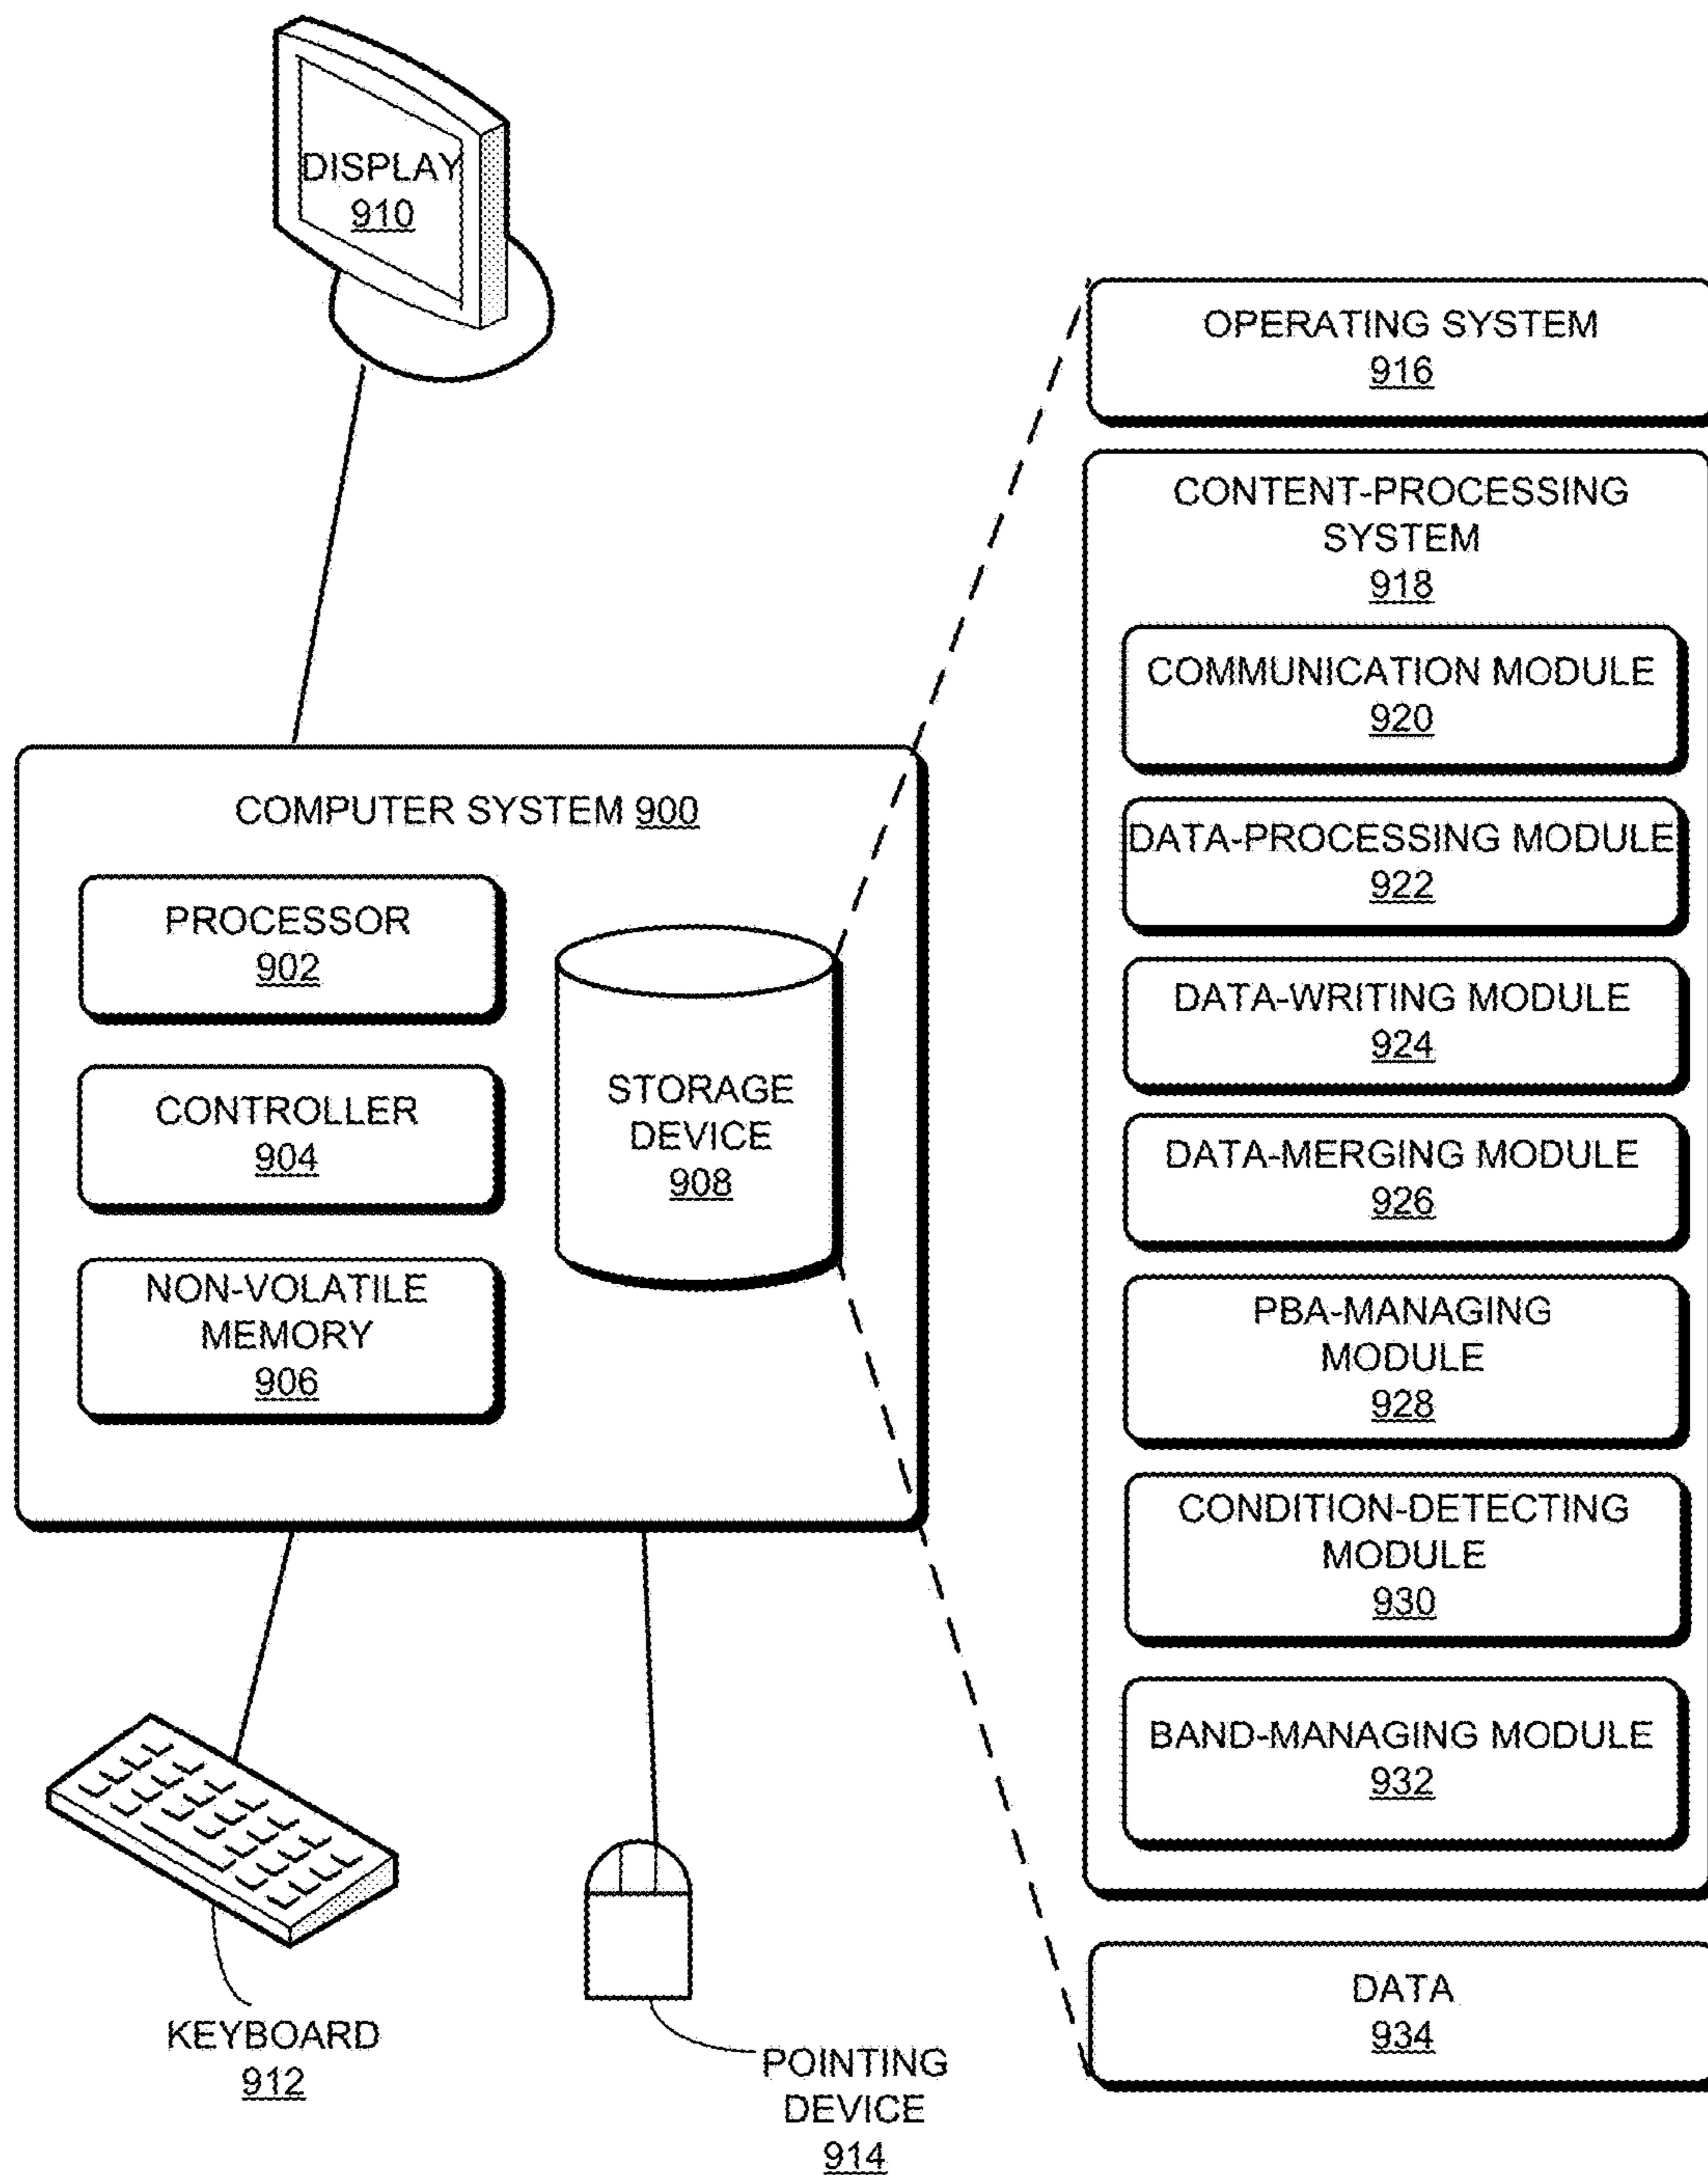 DISPLAY
910
COMPUTER SYSTEM 900
PROCESSOR
902
CONTROLLER
904
NON-VOLATILE
MEMORY
906
STORAGE
DEVICE
908
KEYBOARD
912
POINTING
DEVICE
914
OPERATING SYSTEM
916
CONTENT-PROCESSING
SYSTEM
918
COMMUNICATION MODULE
920
DATA-PROCESSING MODULE
922
DATA-WRITING MODULE
924
DATA-MERGING MODULE
926
PBA-MANAGING
MODULE
928
CONDITION-DETECTING
MODULE
930
BAND-MANAGING MODULE
932
DATA
934